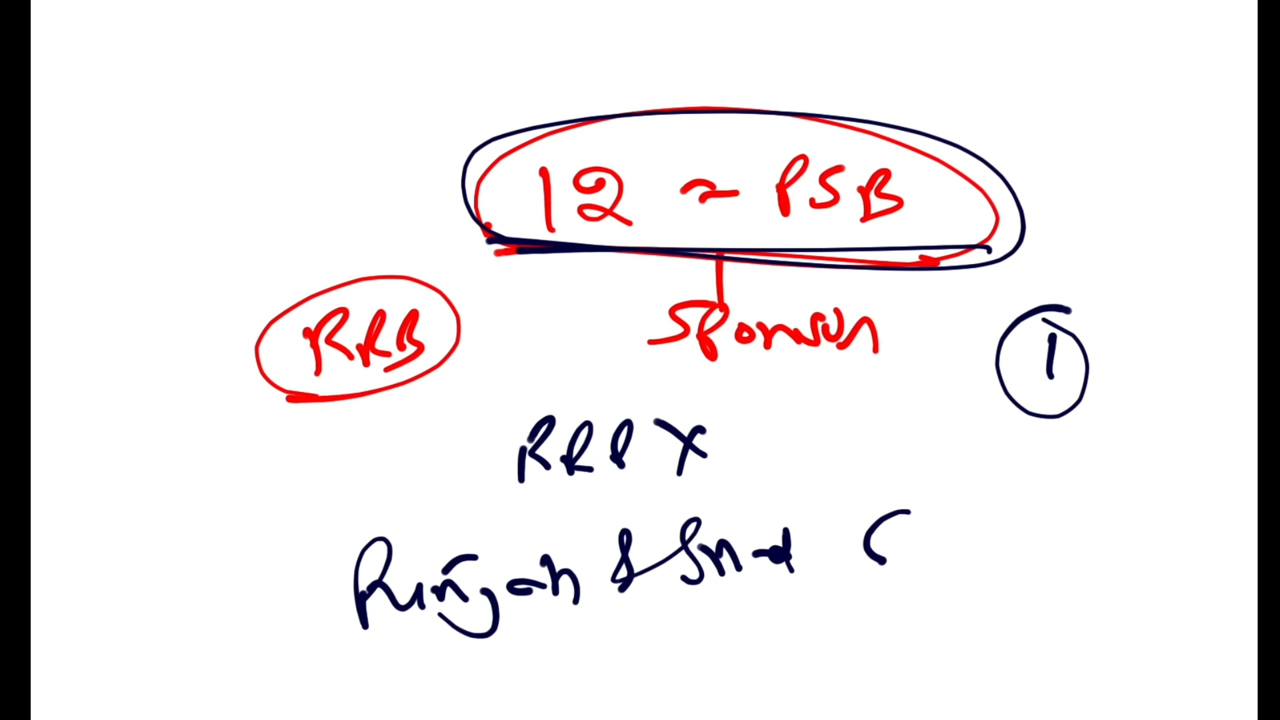 12 ~ PSB
Sponsor
RRB
1
RRB X
Punjab & Sind